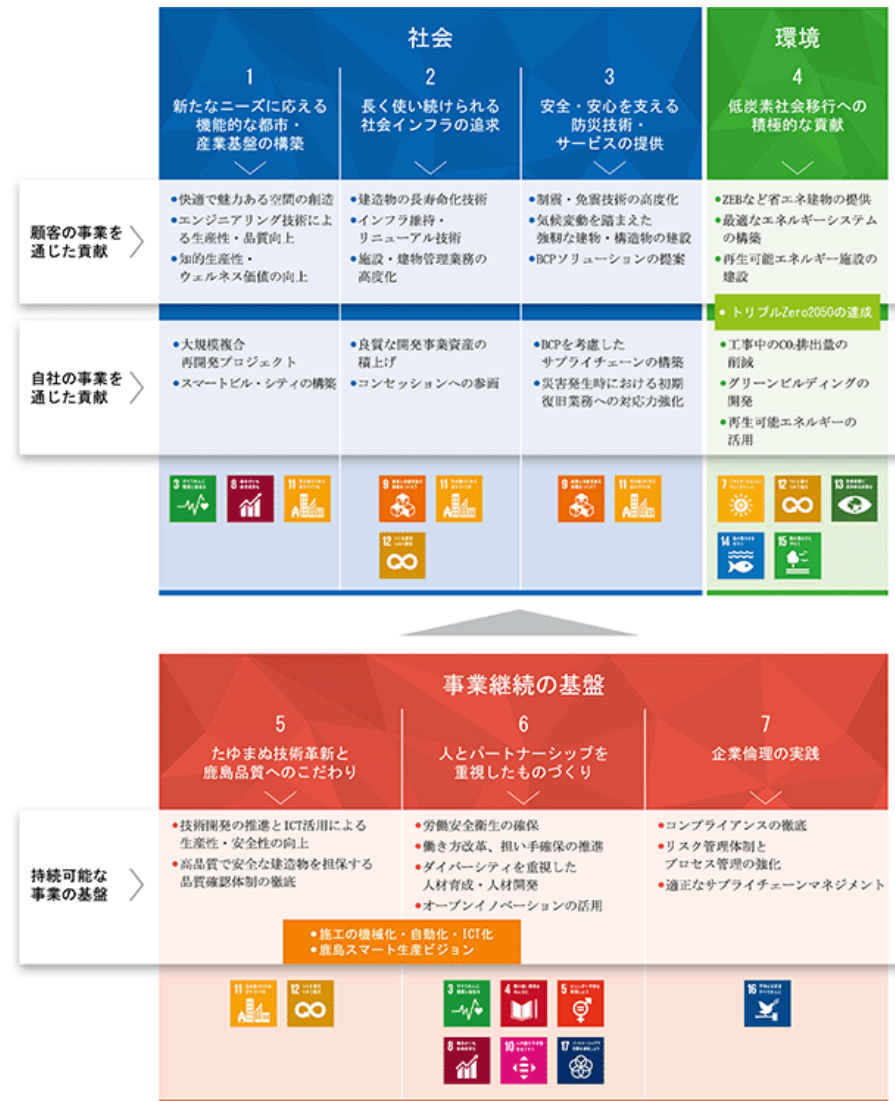 社会
環境
1
新たなニーズに応える
機能的な都市・
産業基盤の構築
2
長く使い続けられる
社会インフラの追求
3
安全・安心を支える
防災技術・
サービスの提供
4
低炭素社会移行への
積極的な貢献
顧客の事業を
通じた貢献
•快適で魅力ある空間の創造
•エンジニアリング技術によ
る生産性・品質向上
•知的生産性・
ウェルネス価値の向上
•建造物の長寿命化技術
•インフラ維持・
リニューアル技術
•施設・建物管理業務の
高度化
•制震・免震技術の高度化
•気候変動を踏まえた
強靭な建物・構造物の建設
•BCPソリューションの提案
•ZEBなど省エネ建物の提供
•最適なエネルギーシステム
の構築
•再生可能エネルギー施設の
建設
•トリプルZero2050の達成
自社の事業を
通じた貢献
•大規模複合
再開発プロジェクト
•スマートビル・シティの構築
•良質な開発事業資産の
積上げ
•コンセッションへの参画
•BCPを考慮した
サプライチェーンの構築
•災害発生時における初期
復旧業務への対応力強化
•工事中のCO₂排出量の
削減
•グリーンビルディングの
開発
•再生可能エネルギーの
活用
3
8
11
9
11
12
9
11
7
12
13
14
15
事業継続の基盤
5
たゆまぬ技術革新と
鹿島品質へのこだわり
6
人とパートナーシップを
重視したものづくり
7
企業倫理の実践
持続可能な
事業の基盤
•技術開発の推進とICT活用による
生産性・安全性の向上
•高品質で安全な建造物を担保する
品質確認体制の徹底
•労働安全衛生の確保
•働き方改革、担い手確保の推進
•ダイバーシティを重視した
人材育成・人材開発
•オープンイノベーションの活用
•コンプライアンスの徹底
•リスク管理体制と
プロセス管理の強化
•適正なサプライチェーンマネジメント
•施工の機械化・自動化・ICT化
•鹿島スマート生産ビジョン
11
12
3
4
5
8
10
17
16